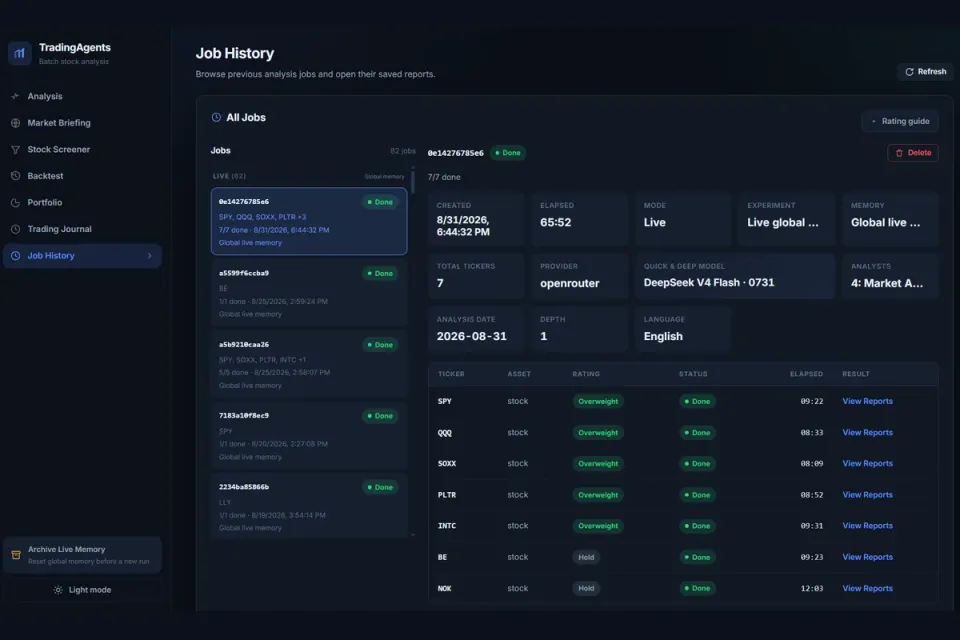 TradingAgents
Batch stock analysis
Analysis
Market Briefing
Stock Screener
Backtest
Portfolio
Trading Journal
Job History
Archive Live Memory
Reset global memory before a new run
Light mode
Job History
Browse previous analysis jobs and open their saved reports.
Refresh
All Jobs
Rating guide
Jobs
82 jobs
LIVE (82)
Global memory
0e14276785e6
Done
SPY, QQQ, SOXX, PLTR +3
7/7 done · 8/31/2026, 6:44:32 PM
Global live memory
a5599f6ccba9
Done
BE
1/1 done · 8/25/2026, 2:59:24 PM
Global live memory
a5b9210caa26
Done
SPY, SOXX, PLTR, INTC +1
5/5 done · 8/25/2026, 2:58:07 PM
Global live memory
7183a10f8ec9
Done
SPY
1/1 done · 8/20/2026, 2:27:08 PM
Global live memory
2234ba85866b
Done
LLY
1/1 done · 8/19/2026, 3:54:14 PM
Global live memory
0e14276785e6
Done
Delete
7/7 done
CREATED
8/31/2026,
6:44:32 PM
ELAPSED
65:52
MODE
Live
EXPERIMENT
Live global ...
MEMORY
Global live ...
TOTAL TICKERS
7
PROVIDER
openrouter
QUICK & DEEP MODEL
DeepSeek V4 Flash · 0731
ANALYSTS
4: Market A...
ANALYSIS DATE
2026-08-31
DEPTH
1
LANGUAGE
English
TICKER ASSET RATING STATUS ELAPSED RESULT
SPY stock Overweight Done 09:22 View Reports
QQQ stock Overweight Done 08:33 View Reports
SOXX stock Overweight Done 08:09 View Reports
PLTR stock Overweight Done 08:52 View Reports
INTC stock Overweight Done 09:31 View Reports
BE stock Hold Done 09:23 View Reports
NOK stock Hold Done 12:03 View Reports